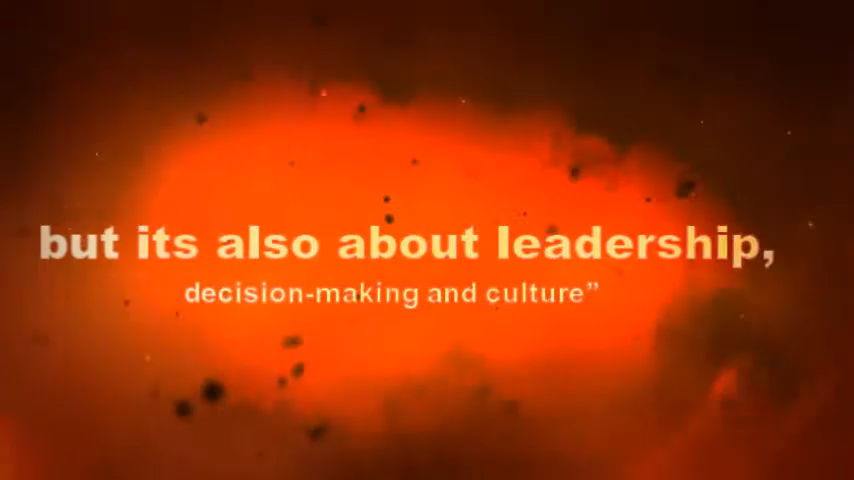 but its also about leadership,
decision-making and culture”